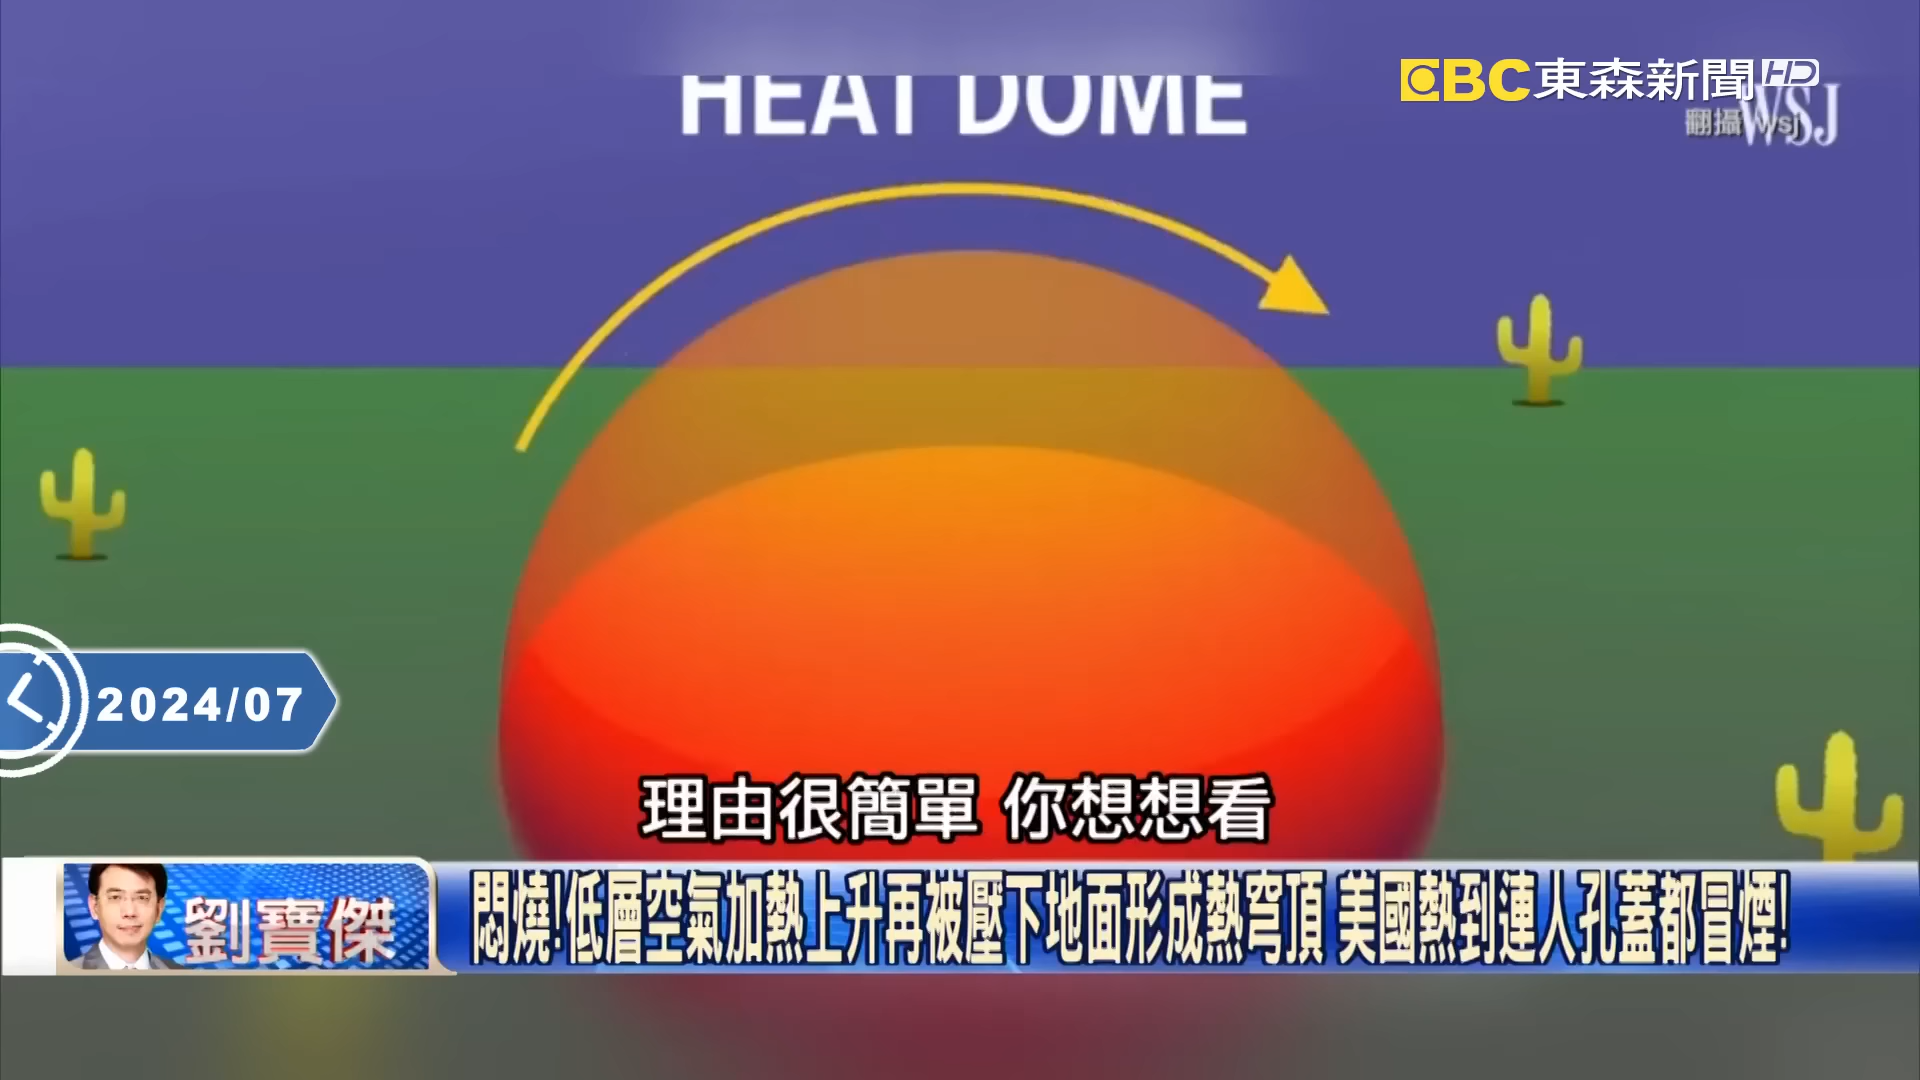 HEAT DOME
EBC東森新聞HD
WSJ
翻攝 wsj
2024/07
理由很簡單 你想想看
劉寶傑
悶燒!低層空氣加熱上升再被壓下地面形成熱穹頂 美國熱到連人孔蓋都冒煙!